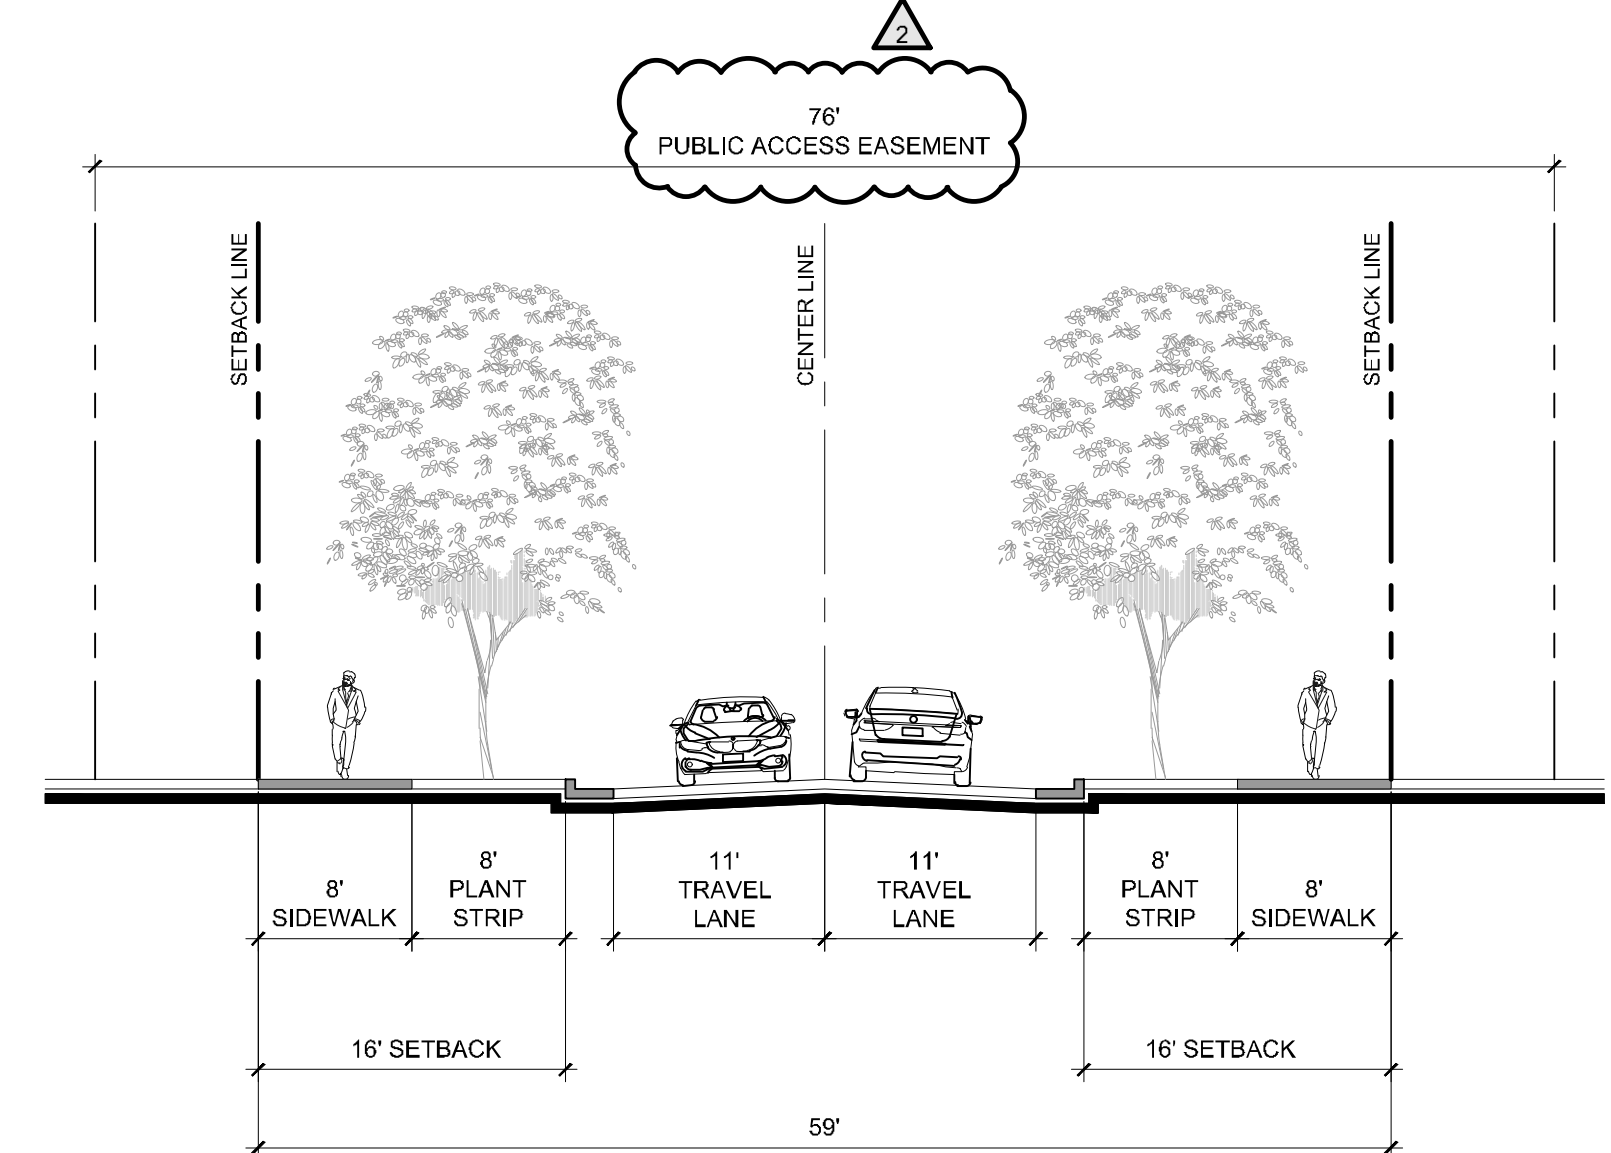 2
76'
PUBLIC ACCESS EASEMENT
SETBACK LINE
CENTER LINE
SETBACK LINE
8'
SIDEWALK
8'
PLANT
STRIP
11'
TRAVEL
LANE
11'
TRAVEL
LANE
8'
PLANT
STRIP
8'
SIDEWALK
16' SETBACK
16' SETBACK
59'